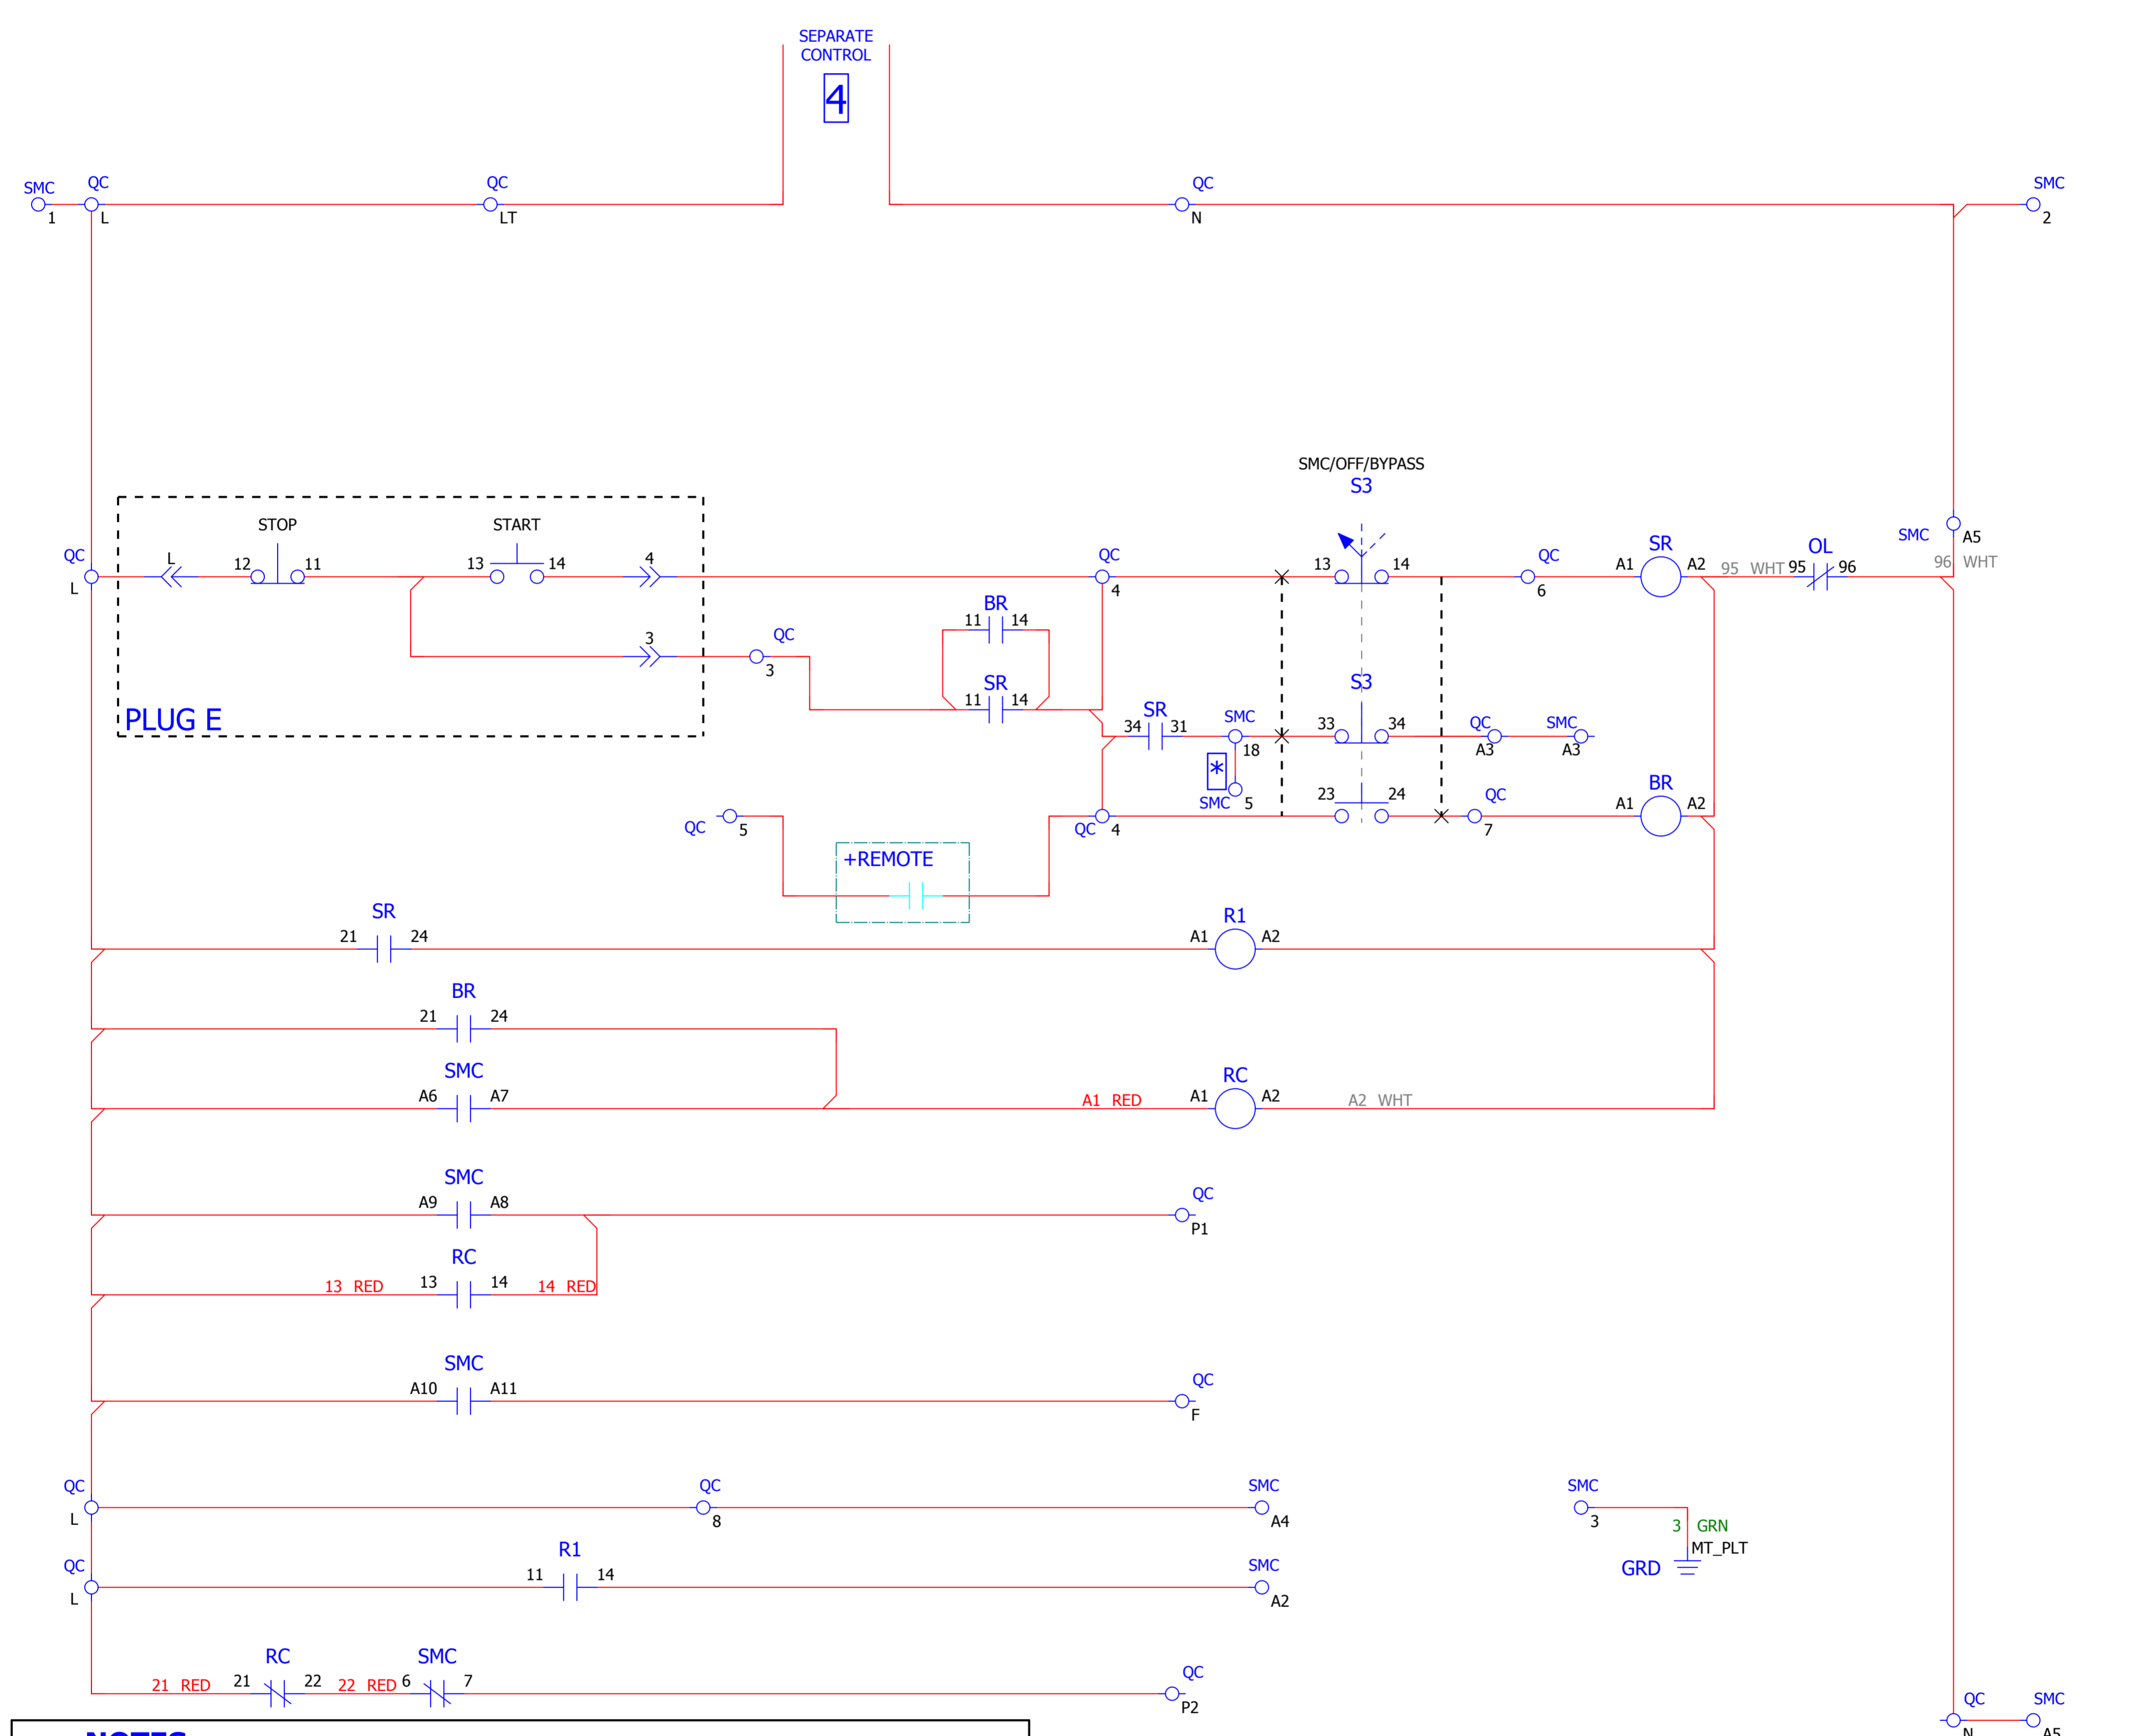 SEPARATE
CONTROL
4
SMC QC QC QC SMC
1 L LT N 2
SMC/OFF/BYPASS
S3
STOP START
QC L 12 11 13 14 4 QC 13 14 QC SR OL SMC A5
L 4 6 A1 A2 95 WHT 95 96 96 WHT
BR
11 14
3 QC
3
SR
11 14
S3
PLUG E
SR SMC QC SMC
34 31 18 33 34 A3 A3
*
SMC 5
BR
23 24 QC A1 A2
QC 5 QC 4 7
+REMOTE
SR R1
21 24 A1 A2
BR
21 24
SMC RC
A6 A7 A1 RED A1 A2 A2 WHT
SMC QC
A9 A8 P1
RC
13 RED 13 14 14 RED
SMC QC
A10 A11 F
QC QC SMC SMC
L 8 A4 3
3 GRN
MT_PLT
GRD
QC R1 SMC
L 11 14 A2
RC SMC QC
21 RED 21 22 22 RED 6 7 P2
QC SMC
N A5
NOTES